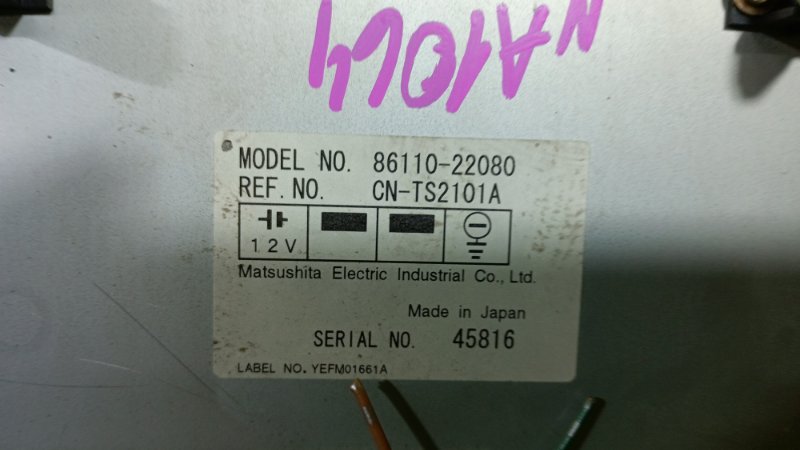 MODEL NO. 86110-22080
REF. NO. CN-TS2101A
12V
Matsushita Electric Industrial Co., Ltd.
Made in Japan
SERIAL NO. 45816
LABEL NO. YEFM01661A